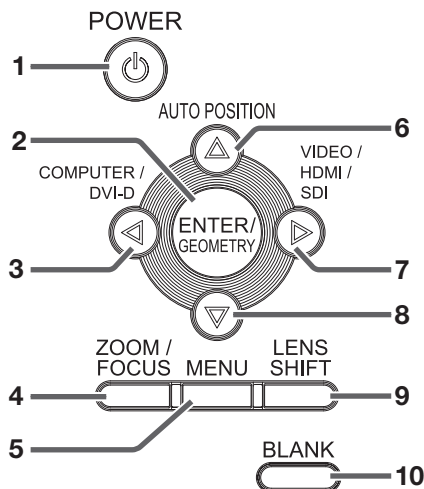 POWER
1
AUTO POSITION
2
6
COMPUTER /
DVI-D
VIDEO /
HDMI /
SDI
ENTER/
GEOMETRY
3
7
8
ZOOM /
FOCUS
MENU
LENS
SHIFT
4
9
5
BLANK
10